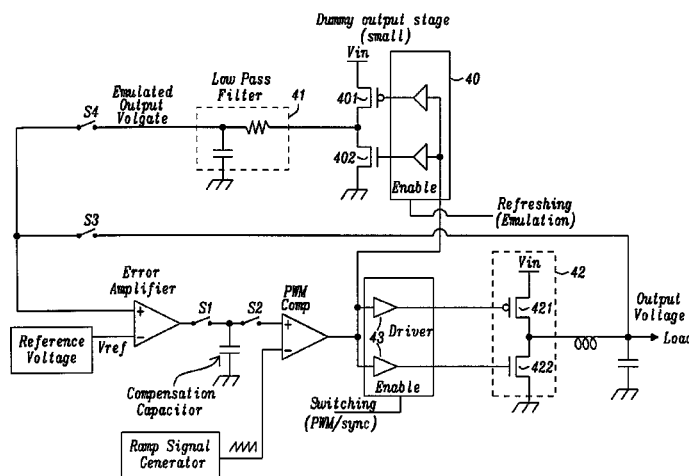 Dummy output stage
(small)
Vin
40
Low Pass
Filter
41
Emulated
Output
Volgate
S4
401
402
Enable
Refreshing
(Emulation)
S3
Error
Amplifier
S1
S2
PWM
Comp
Vin
42
421
422
Output
Voltage
Load
Driver
43
Enable
Reference
Voltage
Vref
Compensation
Capacitor
Switching
(PWM/sync)
Ramp Signal
Generator